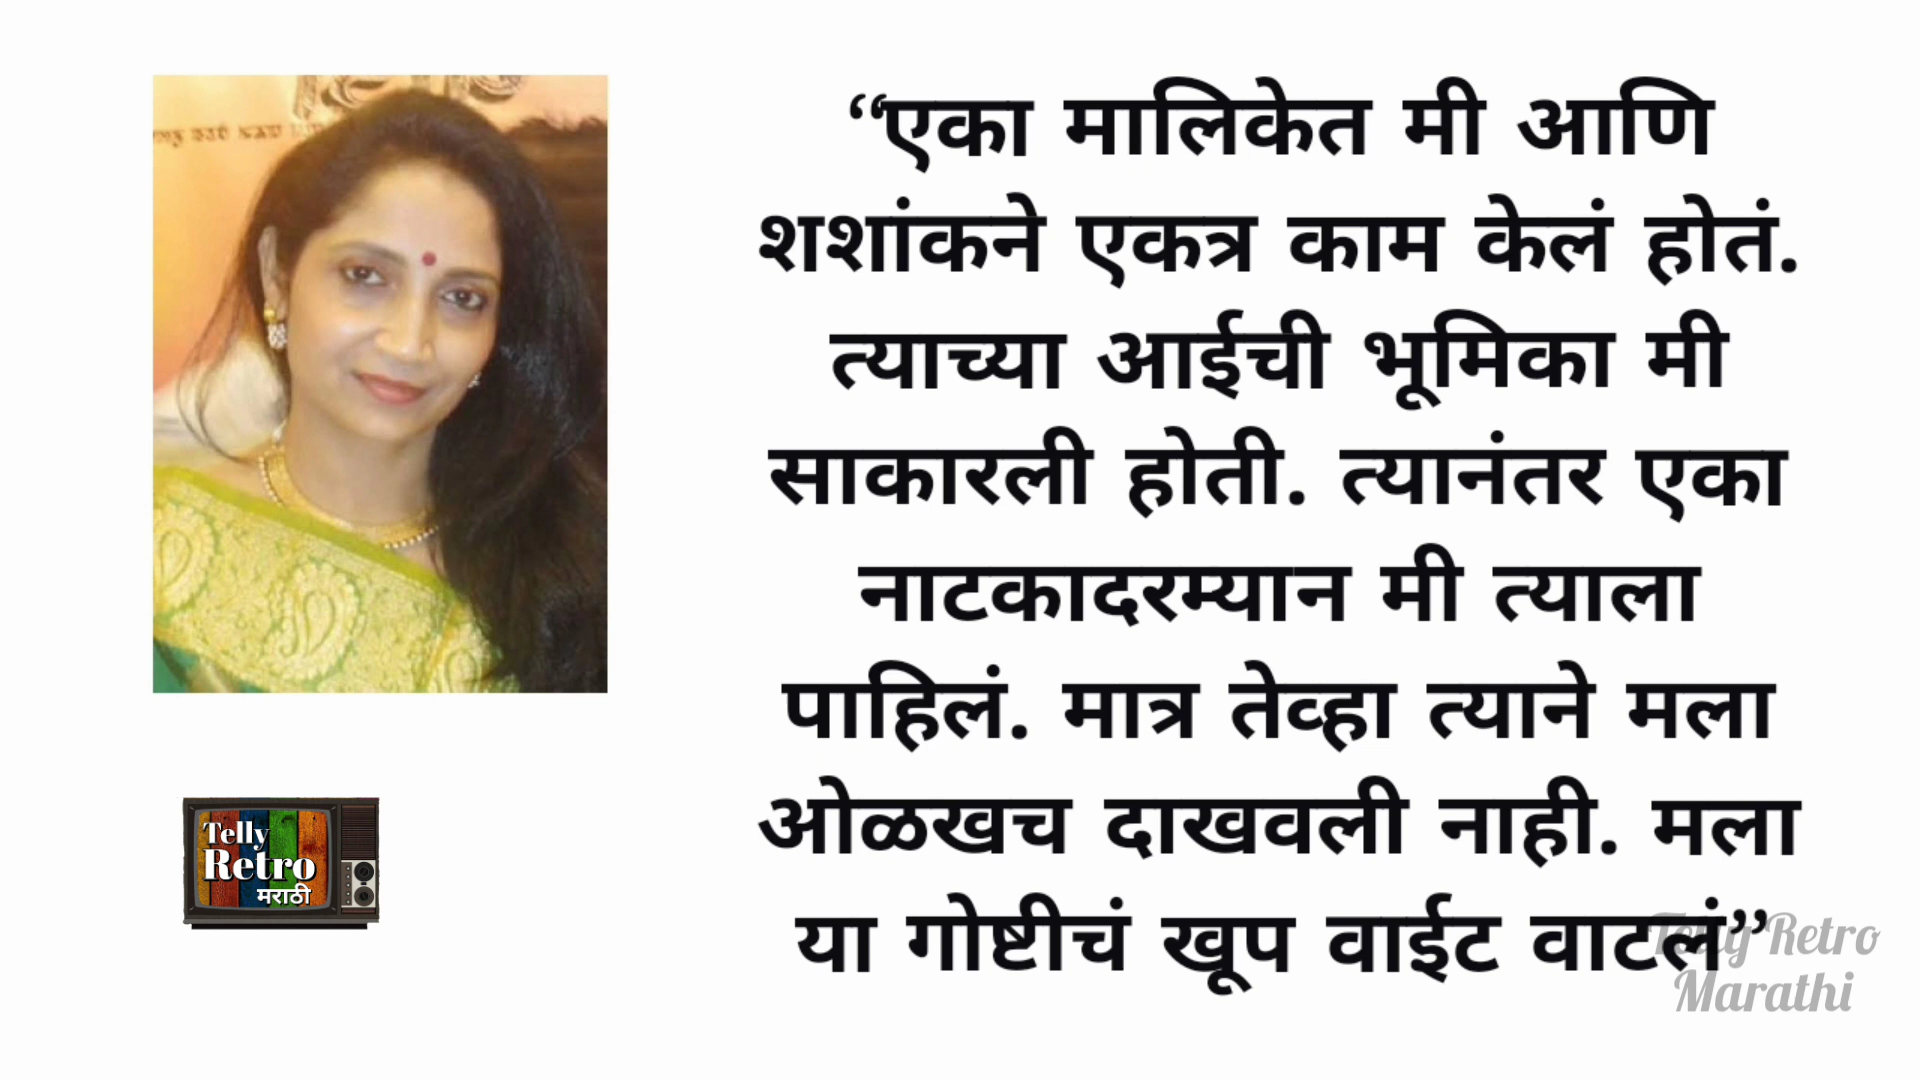 “एका मालिकेत मी आणि
शशांकने एकत्र काम केलं होतं.
त्याच्या आईची भूमिका मी
साकारली होती. त्यानंतर एका
नाटकादरम्यान मी त्याला
पाहिलं. मात्र तेव्हा त्याने मला
ओळखच दाखवली नाही. मला
या गोष्टीचं खूप वाईट वाटलं”
Telly
Retro
मराठी
Telly Retro
Marathi